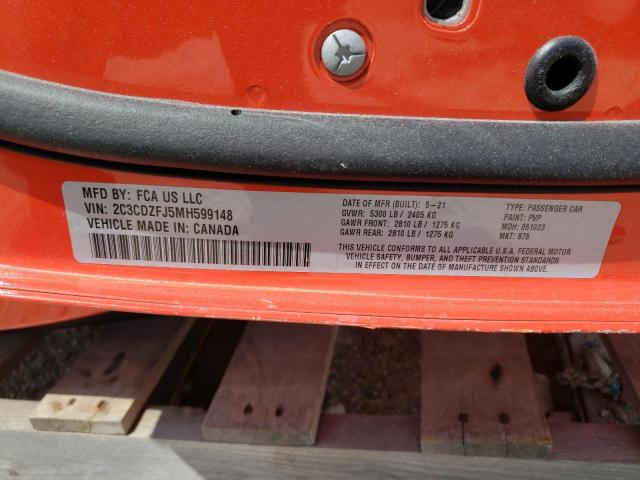 MFD BY: FCA US LLC
VIN: 2C3CDZFJ5MH599148
VEHICLE MADE IN: CANADA
DATE OF MFR (BUILT): 5-21
GVWR: 5300 LB / 2405 KG
GAWR FRONT: 2810 LB / 1275 KG
GAWR REAR: 2810 LB / 1275 KG
TYPE: PASSENGER CAR
PAINT: PVP
MDH: 051023
MKT: 875
THIS VEHICLE CONFORMS TO ALL APPLICABLE U.S.A. FEDERAL MOTOR
VEHICLE SAFETY, BUMPER, AND THEFT PREVENTION STANDARDS
IN EFFECT ON THE DATE OF MANUFACTURE SHOWN ABOVE.